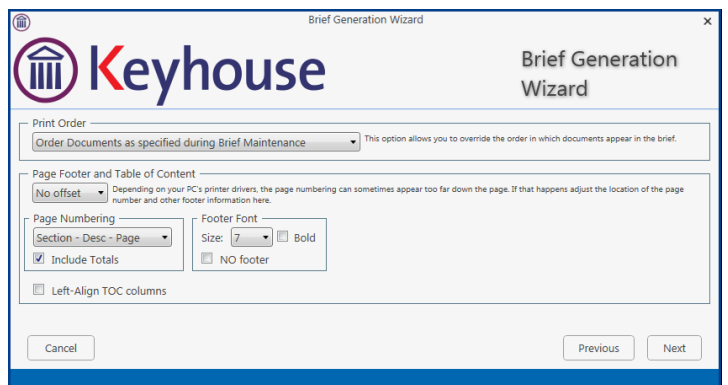 Brief Generation Wizard
Keyhouse
Brief Generation
Wizard
Print Order
Order Documents as specified during Brief Maintenance
This option allows you to override the order in which documents appear in the brief.
Page Footer and Table of Content
No offset
Depending on your PC's printer drivers, the page numbering can sometimes appear too far down the page. If that happens adjust the location of the page
number and other footer information here.
Page Numbering
Section - Desc - Page
Include Totals
Footer Font
Size: 7 Bold
NO footer
Left-Align TOC columns
Cancel
Previous
Next